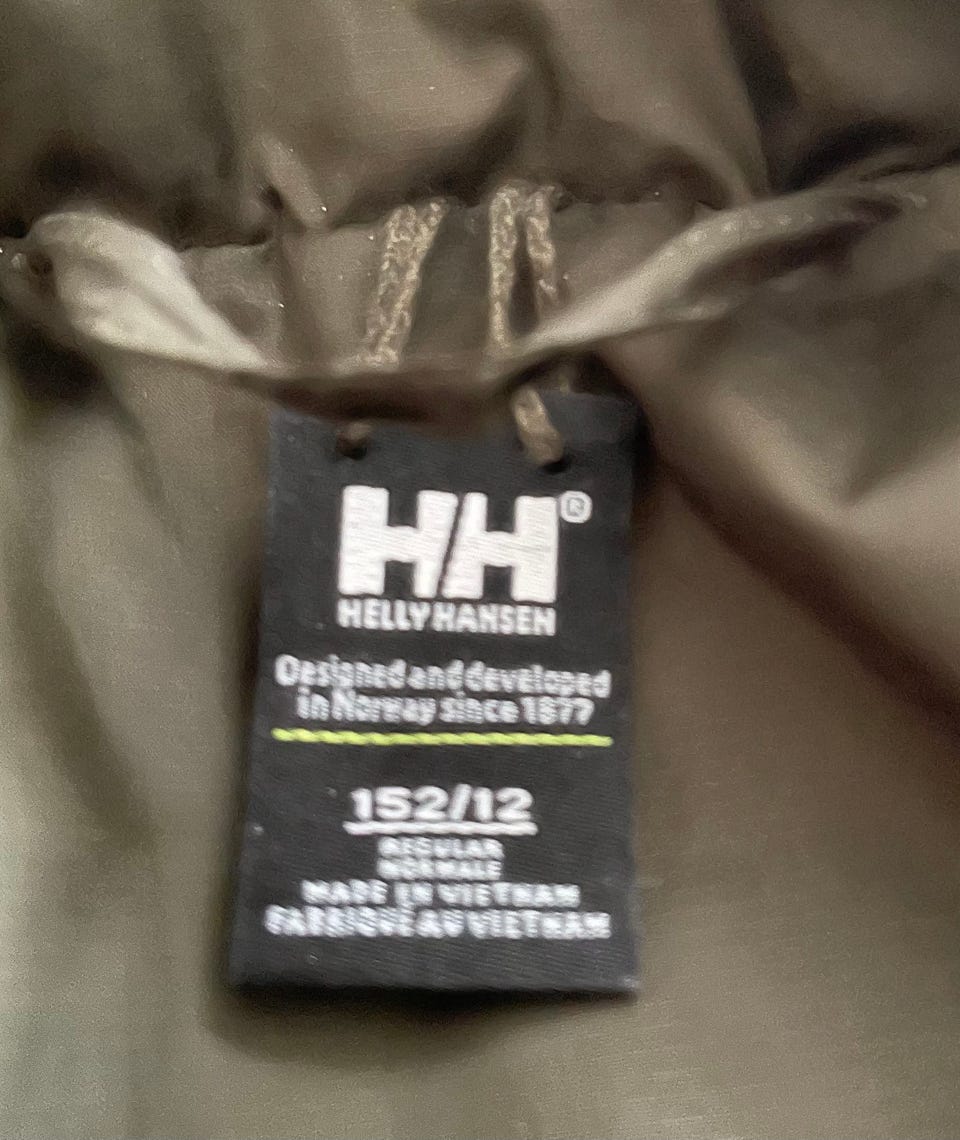 HH®
HELLY HANSEN
Designed and developed
in Norway since 1877
152/12
REGULAR
NORMALE
MADE IN VIETNAM
FABRIQUÉ AU VIETNAM